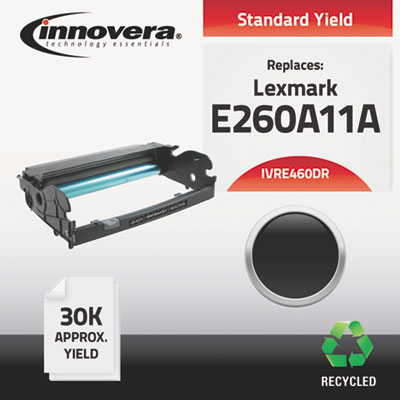 innovera
technology essentials
Standard Yield
Replaces:
Lexmark
E260A11A
IVRE460DR
30K
APPROX.
YIELD
RECYCLED